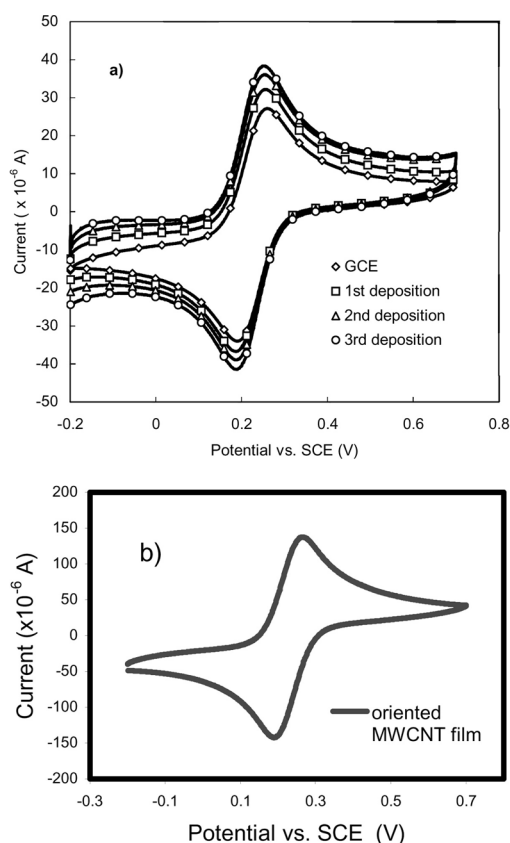 50
40
a)
30
20
10
0
-10
GCE
-20
1st deposition
-30
2nd deposition
-40
3rd deposition
-50
-0.2 0 0.2 0.4 0.6 0.8
Current ( x 10-6 A)
Potential vs. SCE (V)
200
150
b)
100
50
0
-50
-100
oriented
MWCNT film
-150
-200
-0.3 -0.1 0.1 0.3 0.5 0.7
Current (x10-6 A)
Potential vs. SCE (V)